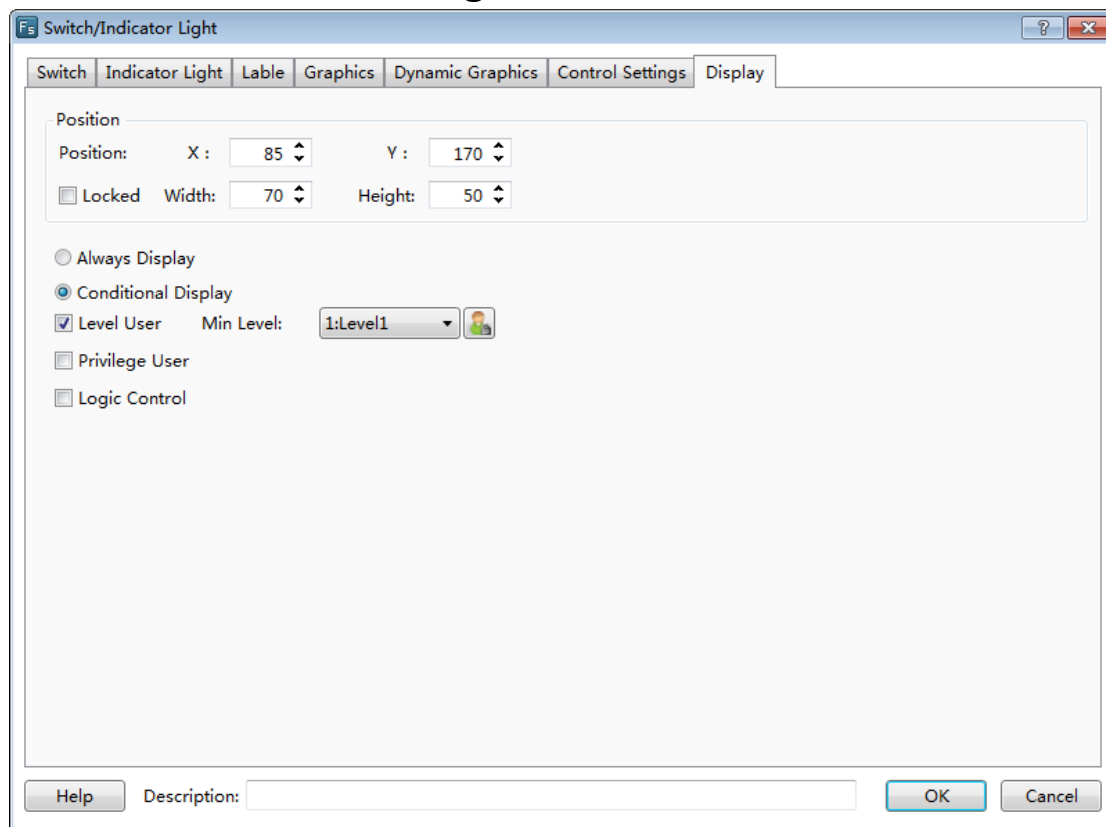 Fs Switch/Indicator Light ?
Switch Indicator Light Lable Graphics Dynamic Graphics Control Settings Display
Position
Position: X : 85 Y : 170
Locked Width: 70 Height: 50
Always Display
Conditional Display
Level User Min Level: 1:Level1
Privilege User
Logic Control
Help Description: OK Cancel